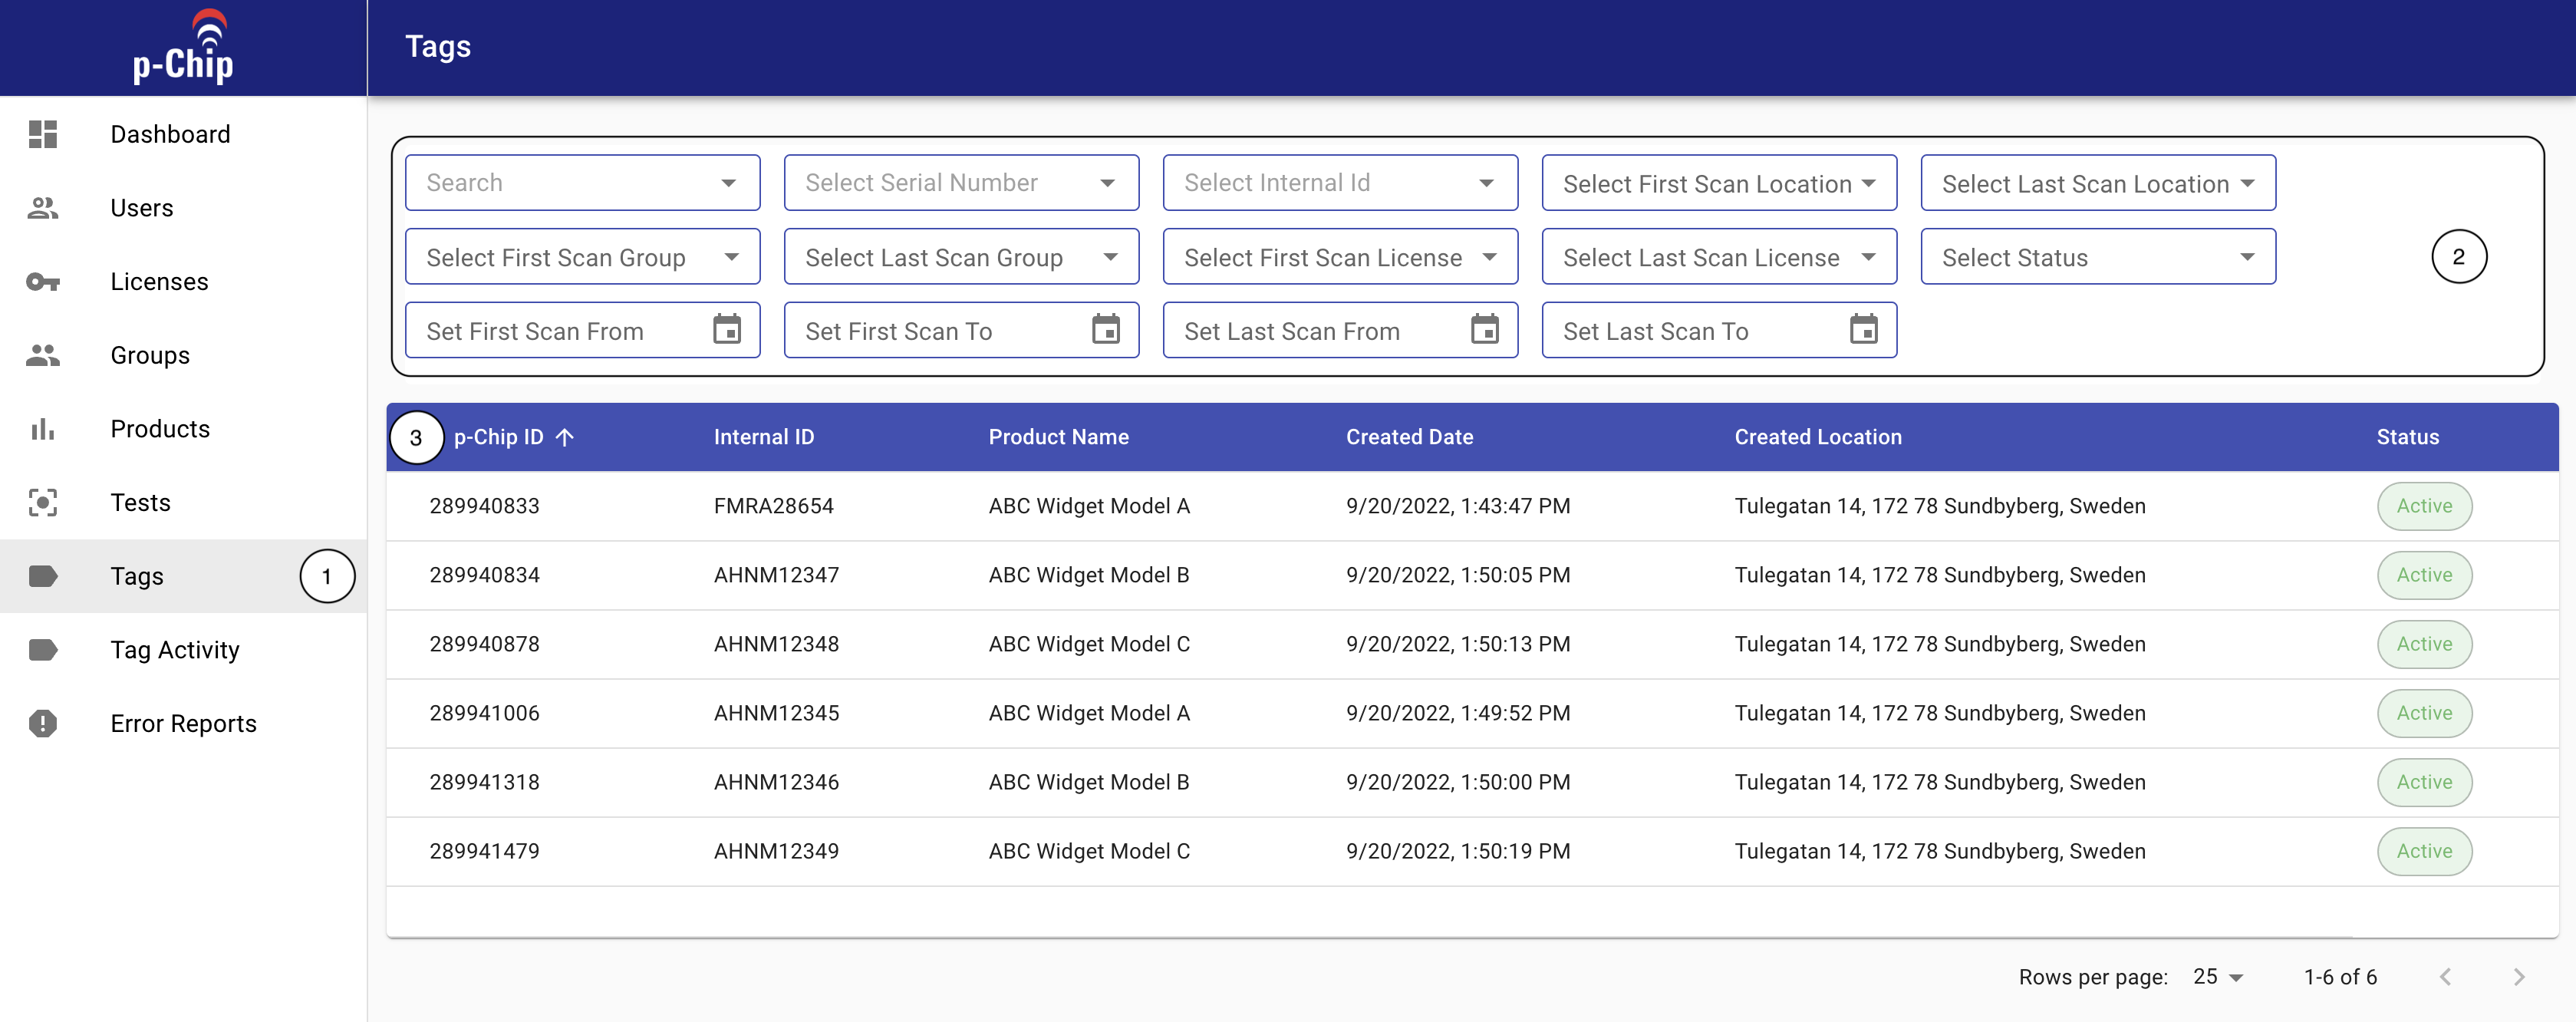 p-Chip
Tags
Dashboard
Users
Licenses
Groups
Products
Tests
Tags 1
Tag Activity
Error Reports
Search Select Serial Number Select Internal Id Select First Scan Location Select Last Scan Location
Select First Scan Group Select Last Scan Group Select First Scan License Select Last Scan License Select Status 2
Set First Scan From Set First Scan To Set Last Scan From Set Last Scan To
3 p-Chip ID Internal ID Product Name Created Date Created Location Status
289940833 FMRA28654 ABC Widget Model A 9/20/2022, 1:43:47 PM Tulegatan 14, 172 78 Sundbyberg, Sweden Active
289940834 AHNM12347 ABC Widget Model B 9/20/2022, 1:50:05 PM Tulegatan 14, 172 78 Sundbyberg, Sweden Active
289940878 AHNM12348 ABC Widget Model C 9/20/2022, 1:50:13 PM Tulegatan 14, 172 78 Sundbyberg, Sweden Active
289941006 AHNM12345 ABC Widget Model A 9/20/2022, 1:49:52 PM Tulegatan 14, 172 78 Sundbyberg, Sweden Active
289941318 AHNM12346 ABC Widget Model B 9/20/2022, 1:50:00 PM Tulegatan 14, 172 78 Sundbyberg, Sweden Active
289941479 AHNM12349 ABC Widget Model C 9/20/2022, 1:50:19 PM Tulegatan 14, 172 78 Sundbyberg, Sweden Active
Rows per page: 25 1-6 of 6